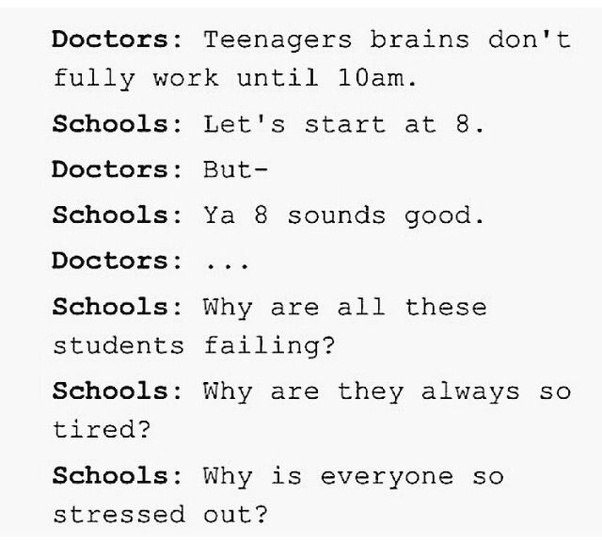 Doctors: Teenagers brains don't
fully work until 10am.
Schools: Let's start at 8.
Doctors: But-
Schools: Ya 8 sounds good.
Doctors: ...
Schools: Why are all these
students failing?
Schools: Why are they always so
tired?
Schools: Why is everyone so
stressed out?